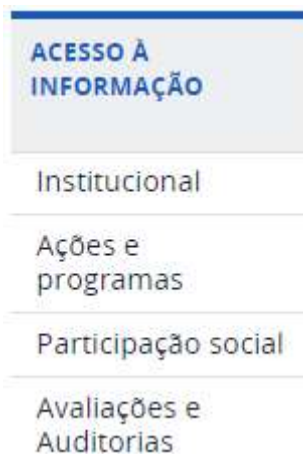 ACESSO À
INFORMAÇÃO
Institucional
Ações e
programas
Participação social
Avaliações e
Auditorias